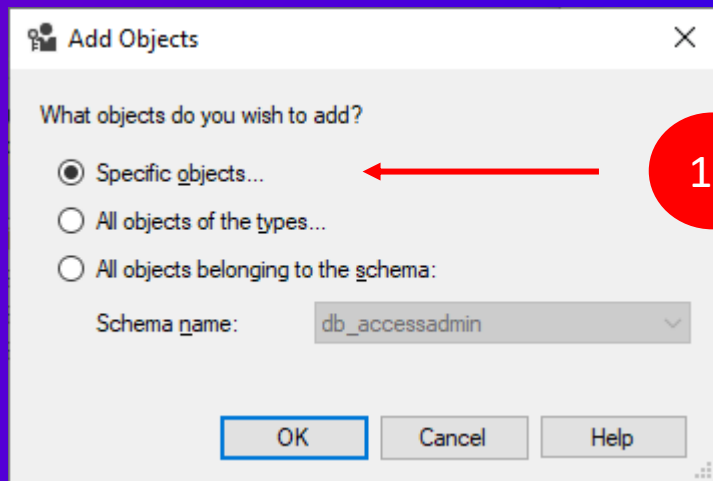 Add Objects
What objects do you wish to add?
Specific objects...
1
All objects of the types...
All objects belonging to the schema:
Schema name: db_accessadmin
OK Cancel Help